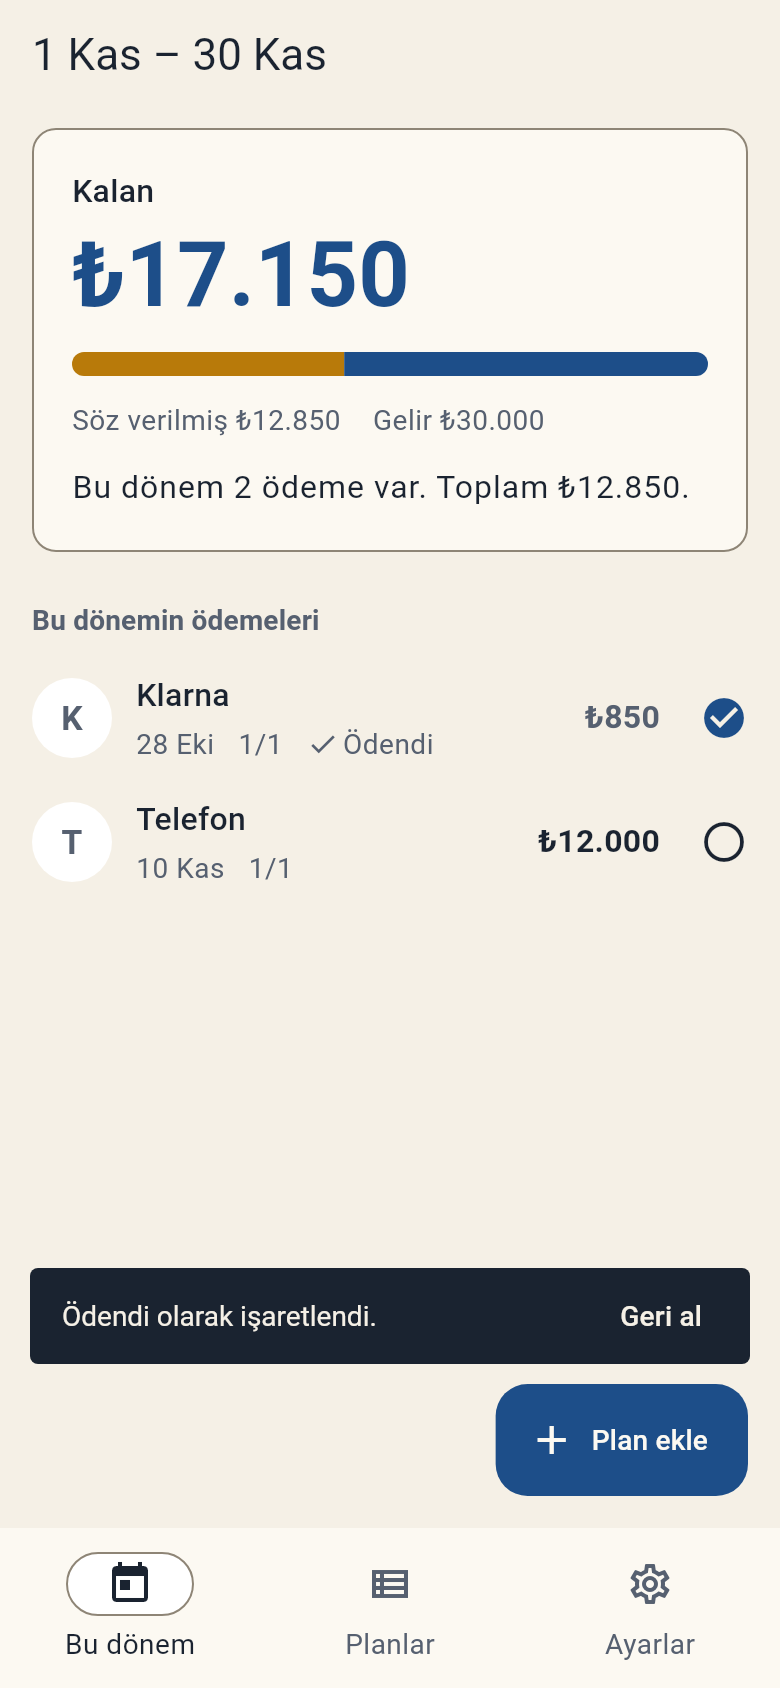 1 Kas – 30 Kas
Kalan
₺17.150
Söz verilmiş ₺12.850 Gelir ₺30.000
Bu dönem 2 ödeme var. Toplam ₺12.850.
Bu dönemin ödemeleri
K
Klarna
₺850
28 Eki 1/1 Ödendi
T
Telefon
₺12.000
10 Kas 1/1
Ödendi olarak işaretlendi. Geri al
Plan ekle
Bu dönem Planlar Ayarlar